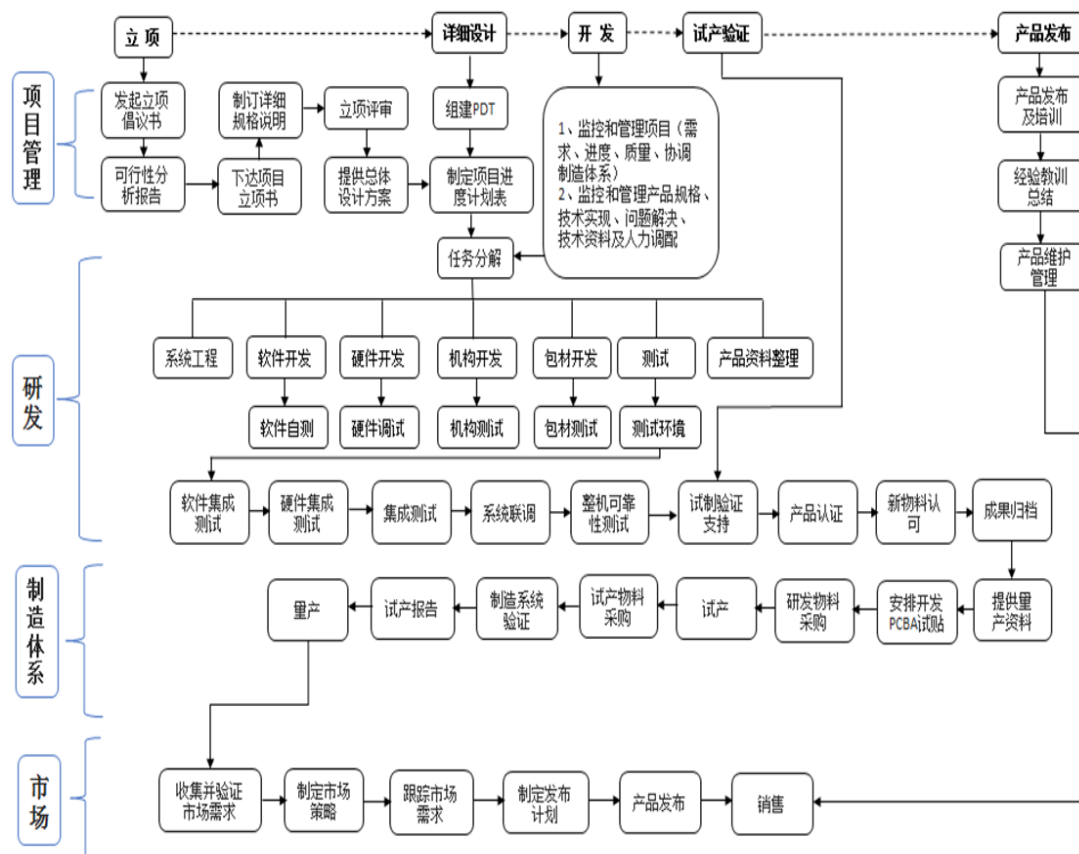 立 项
详细设计
开 发
试产验证
产品发布
项
目
管
理
发起立项
倡议书
制订详细
规格说明
立项评审
组建PDT
1、监控和管理项目（需
求、进度、质量、协调
制造体系）
2、监控和管理产品规格、
技术实现、问题解决、
技术资料及人力调配
产品发布
及培训
可行性分
析报告
下达项目
立项书
提供总体
设计方案
制定项目进
度计划表
经验教训
总结
任务分解
产品维护
管理
研
发
系统工程
软件开发
硬件开发
机构开发
包材开发
测试
产品资料整理
软件自测
硬件调试
机构测试
包材测试
测试环境
软件集成
测试
硬件集成
测试
集成测试
系统联调
整机可靠
性测试
试制验证
支持
产品认证
新物料认
可
成果归档
制
造
体
系
量产
试产报告
制造系统
验证
试产物料
采购
试产
研发物料
采购
安排开发
PCBA试贴
提供量
产资料
市
场
收集并验证
市场需求
制定市场
策略
跟踪市场
需求
制定发布
计划
产品发布
销售